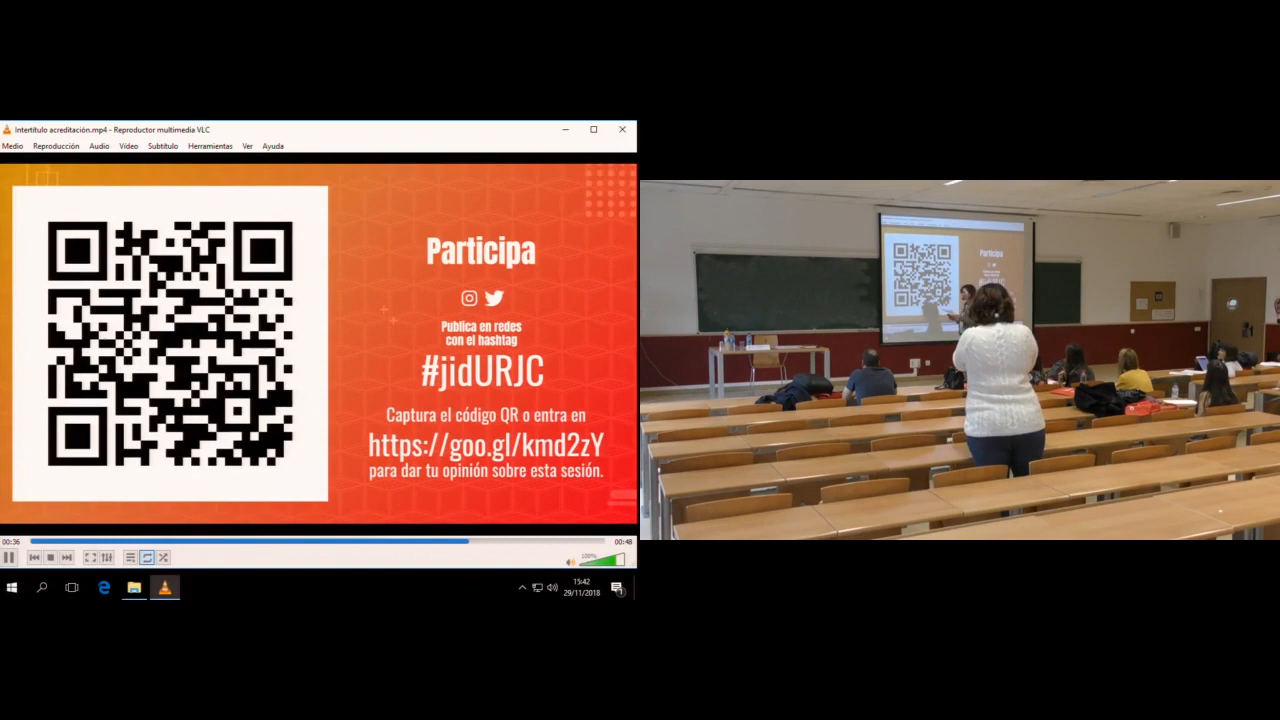 Intertítulo acreditación.mp4 - Reproductor multimedia VLC
Medio Reproducción Audio Vídeo Subtítulo Herramientas Ver Ayuda
Participa
Publica en redes
con el hashtag
#jidURJC
Captura el código QR o entra en
https://goo.gl/kmd2zY
para dar tu opinión sobre esta sesión.
00:36
00:48
100%
15:42
29/11/2018
1
Participa